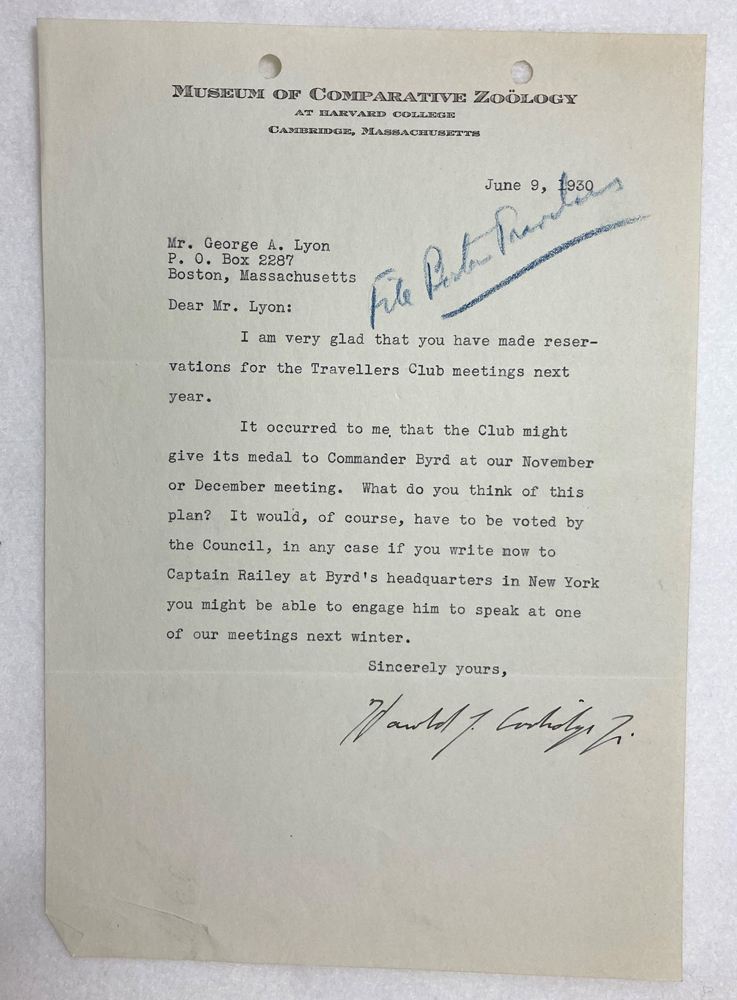 MUSEUM OF COMPARATIVE ZOÖLOGY
AT HARVARD COLLEGE
CAMBRIDGE, MASSACHUSETTS
June 9, 1930
File Boston Travelers
Mr. George A. Lyon
P. O. Box 2287
Boston, Massachusetts
Dear Mr. Lyon:
I am very glad that you have made reser-
vations for the Travellers Club meetings next
year.
It occurred to me that the Club might
give its medal to Commander Byrd at our November
or December meeting. What do you think of this
plan? It would, of course, have to be voted by
the Council, in any case if you write now to
Captain Railey at Byrd's headquarters in New York
you might be able to engage him to speak at one
of our meetings next winter.
Sincerely yours,
Harold J. Coolidge Jr.